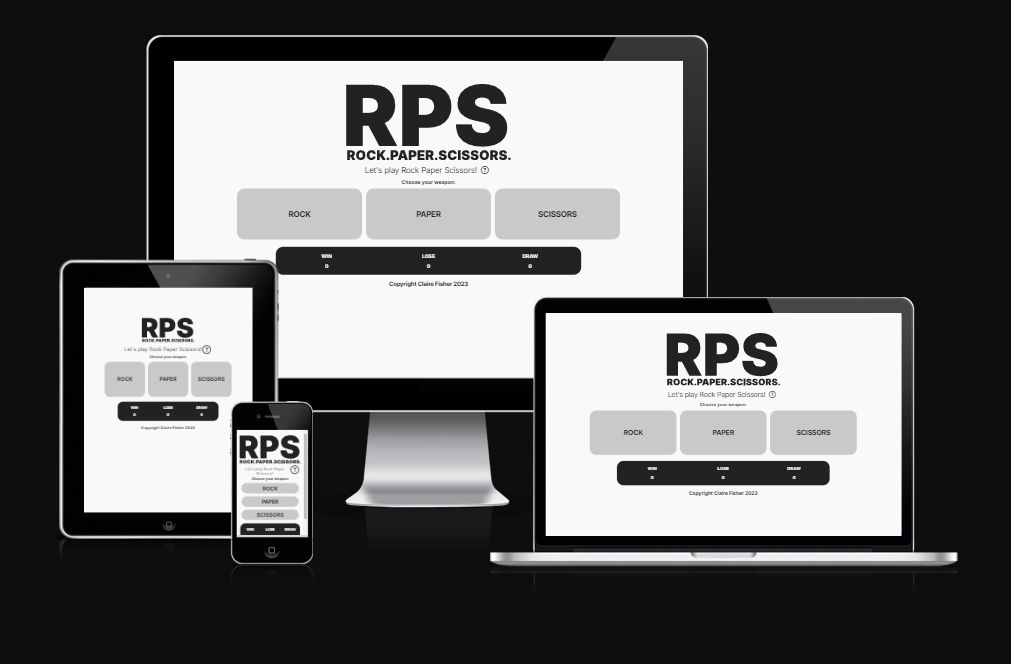 RPS
ROCK.PAPER.SCISSORS.
Let's play Rock Paper Scissors! ?
Choose your weapon:
ROCK PAPER SCISSORS
WIN LOSE DRAW
0 0 0
Copyright Claire Fisher 2023
RPS
ROCK.PAPER.SCISSORS.
Let's play Rock Paper Scissors! ?
Choose your weapon:
ROCK PAPER SCISSORS
WIN LOSE DRAW
0 0 0
Copyright Claire Fisher 2023
RPS
ROCK.PAPER.SCISSORS.
Let's play Rock Paper
Scissors! ?
Choose your weapon:
ROCK
PAPER
SCISSORS
WIN LOSE DRAW
RPS
ROCK.PAPER.SCISSORS.
Let's play Rock Paper Scissors! ?
Choose your weapon:
ROCK PAPER SCISSORS
WIN LOSE DRAW
0 0 0
Copyright Claire Fisher 2023